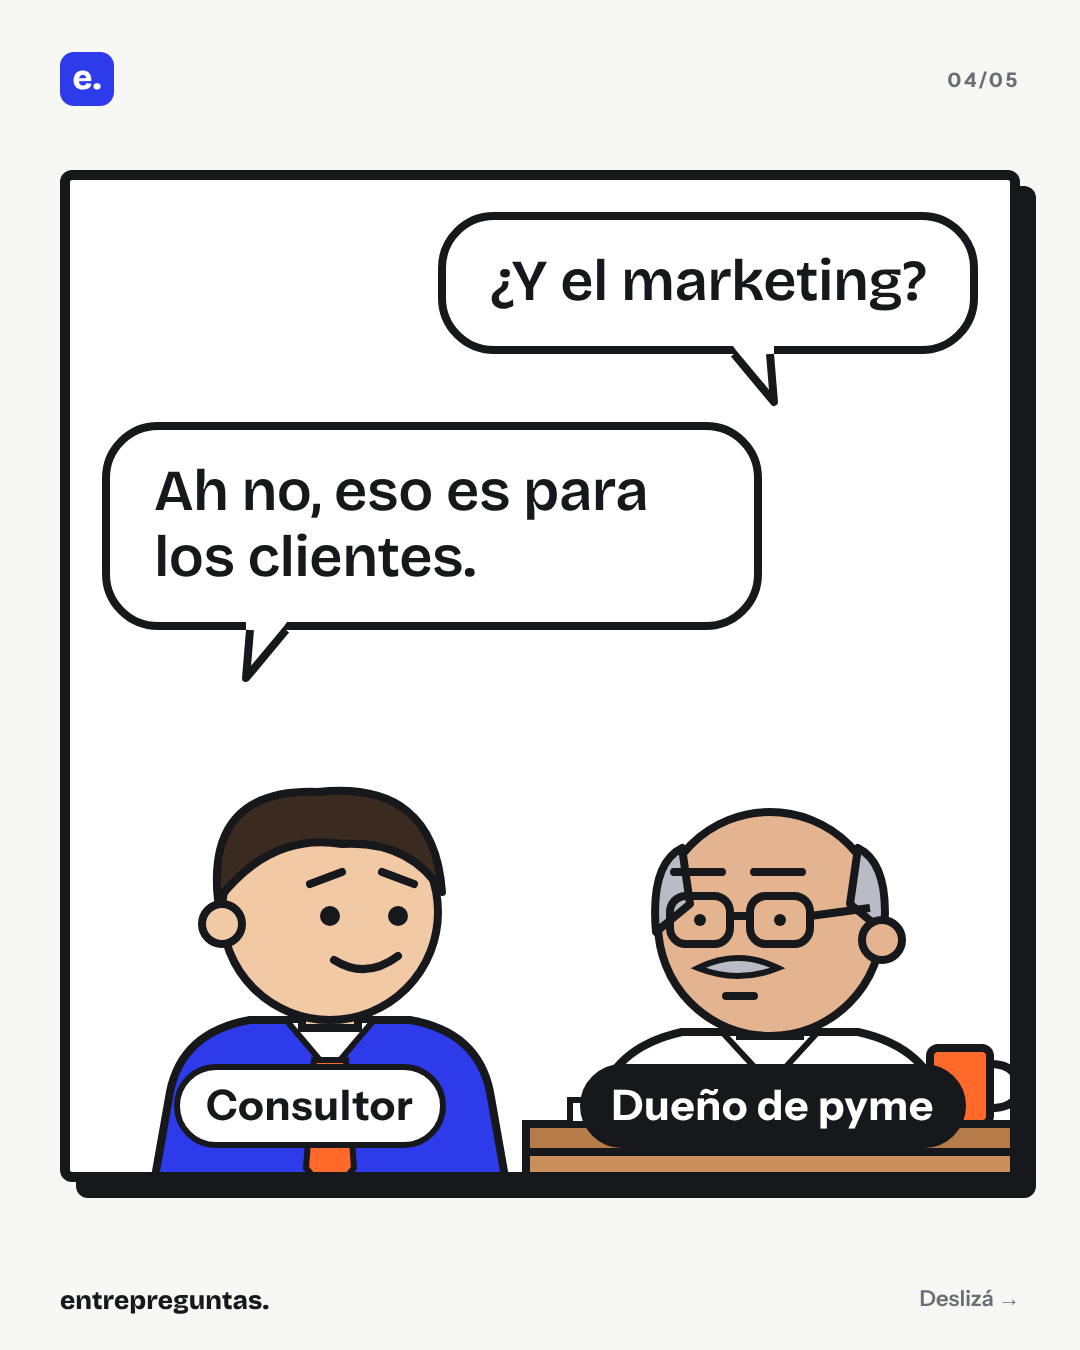 e.
04/05
¿Y el marketing?
Ah no, eso es para
los clientes.
Consultor
Dueño de pyme
entrepreguntas.
Deslizá →